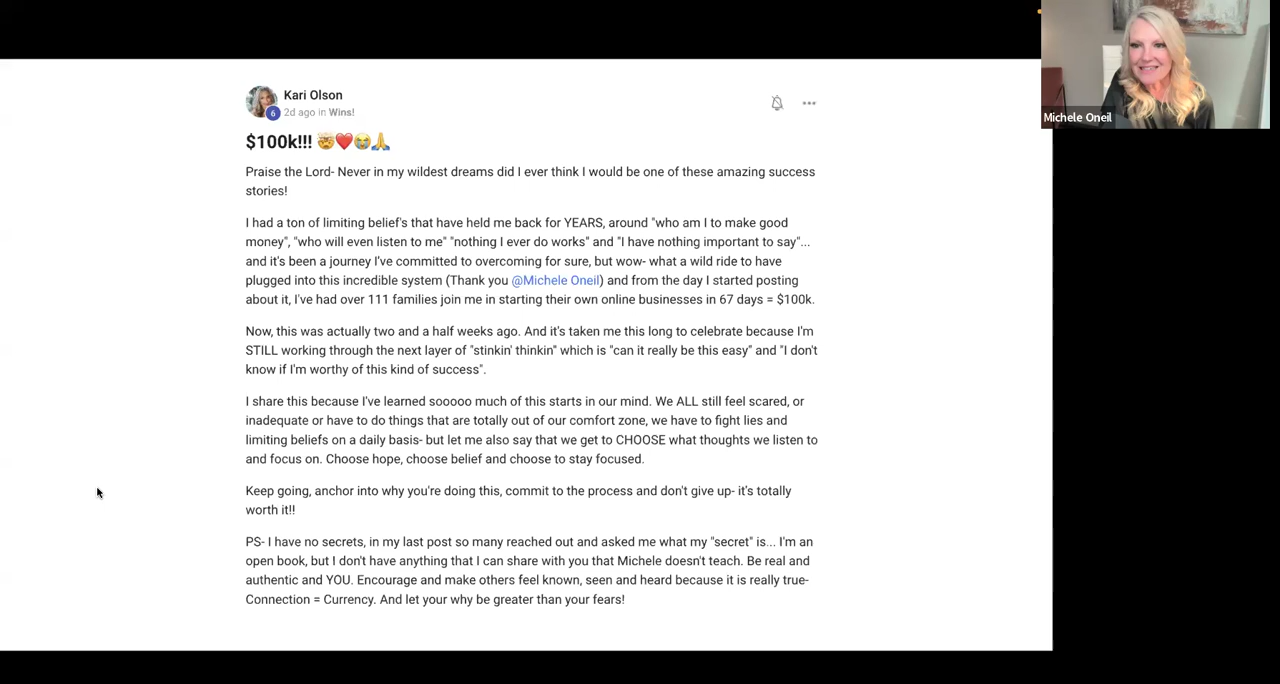 Kari Olson
6
2d ago in Wins!
$100k!!! 🤯❤️😭🙏
Praise the Lord- Never in my wildest dreams did I ever think I would be one of these amazing success
stories!
I had a ton of limiting belief's that have held me back for YEARS, around "who am I to make good
money", "who will even listen to me" "nothing I ever do works" and "I have nothing important to say"...
and it's been a journey I've committed to overcoming for sure, but wow- what a wild ride to have
plugged into this incredible system (Thank you @Michele Oneil) and from the day I started posting
about it, I've had over 111 families join me in starting their own online businesses in 67 days = $100k.
Now, this was actually two and a half weeks ago. And it's taken me this long to celebrate because I'm
STILL working through the next layer of "stinkin' thinkin" which is "can it really be this easy" and "I don't
know if I'm worthy of this kind of success".
I share this because I've learned sooooo much of this starts in our mind. We ALL still feel scared, or
inadequate or have to do things that are totally out of our comfort zone, we have to fight lies and
limiting beliefs on a daily basis- but let me also say that we get to CHOOSE what thoughts we listen to
and focus on. Choose hope, choose belief and choose to stay focused.
Keep going, anchor into why you're doing this, commit to the process and don't give up- it's totally
worth it!!
PS- I have no secrets, in my last post so many reached out and asked me what my "secret" is... I'm an
open book, but I don't have anything that I can share with you that Michele doesn't teach. Be real and
authentic and YOU. Encourage and make others feel known, seen and heard because it is really true-
Connection = Currency. And let your why be greater than your fears!
Michele Oneil